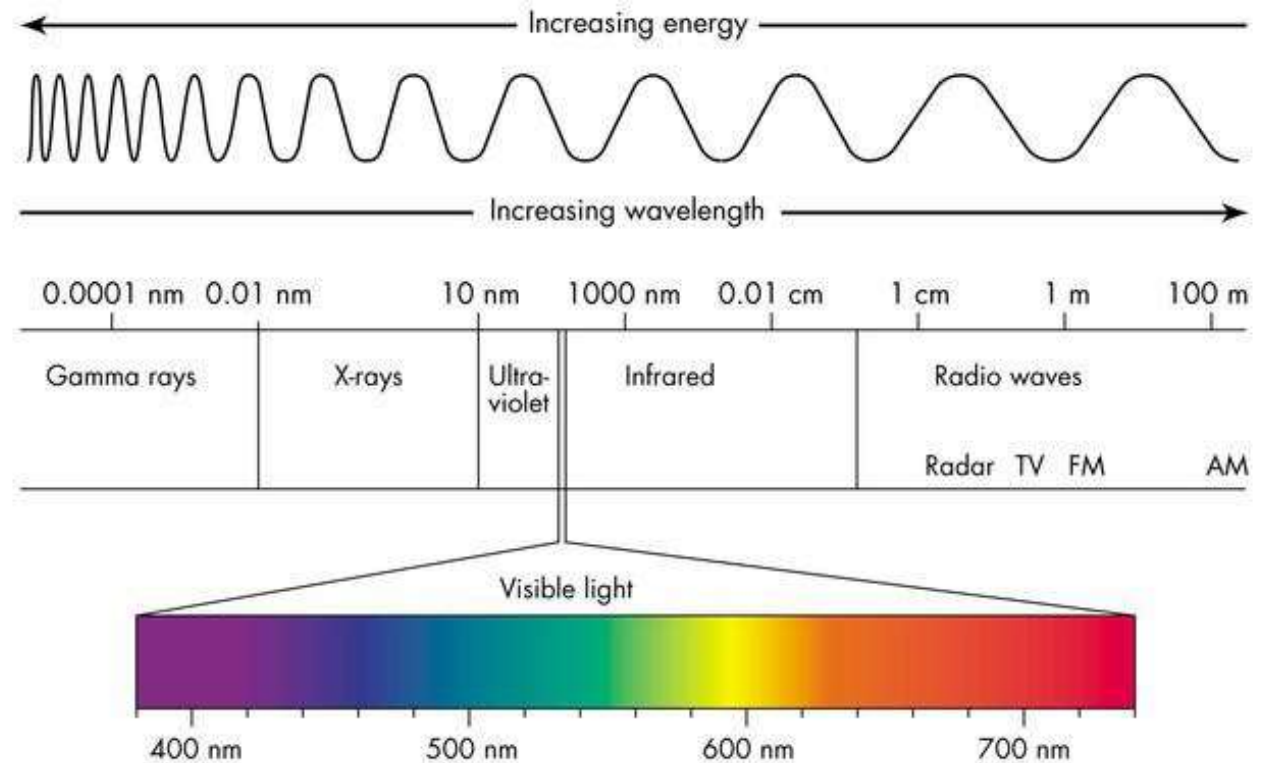 Increasing energy
Increasing wavelength
0.0001 nm 0.01 nm 10 nm 1000 nm 0.01 cm 1 cm 1 m 100 m
Gamma rays X-rays Ultra- Infrared Radio waves
violet
Radar TV FM AM
Visible light
400 nm 500 nm 600 nm 700 nm